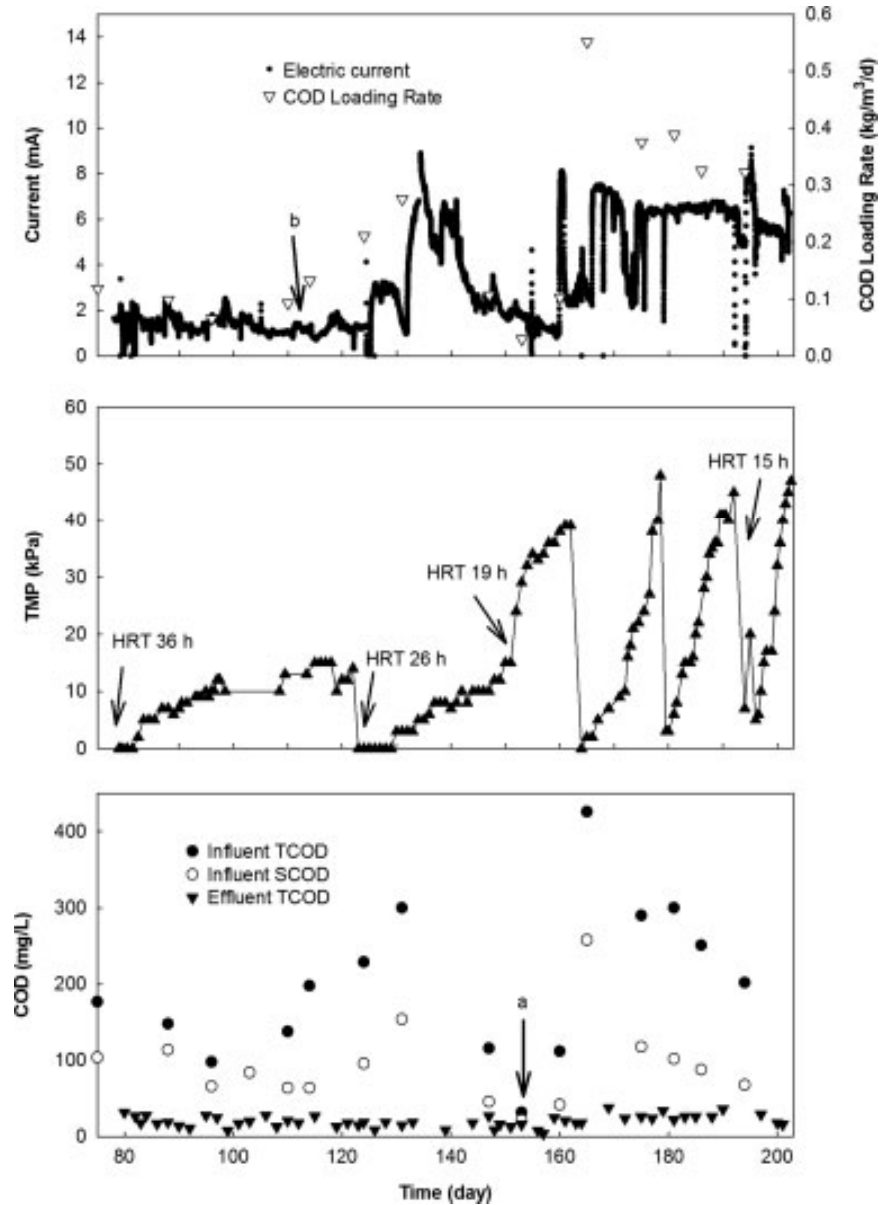 14
12
10
8
6
4
2
0
Current (mA)
Electric current
COD Loading Rate
b
0.6
0.5
0.4
0.3
0.2
0.1
0.0
COD Loading Rate (kg/m³/d)
60
50
40
30
20
10
0
TMP (kPa)
HRT 36 h
HRT 26 h
HRT 19 h
HRT 15 h
400
300
200
100
0
COD (mg/L)
Influent TCOD
Influent SCOD
Effluent TCOD
a
80 100 120 140 160 180 200
Time (day)